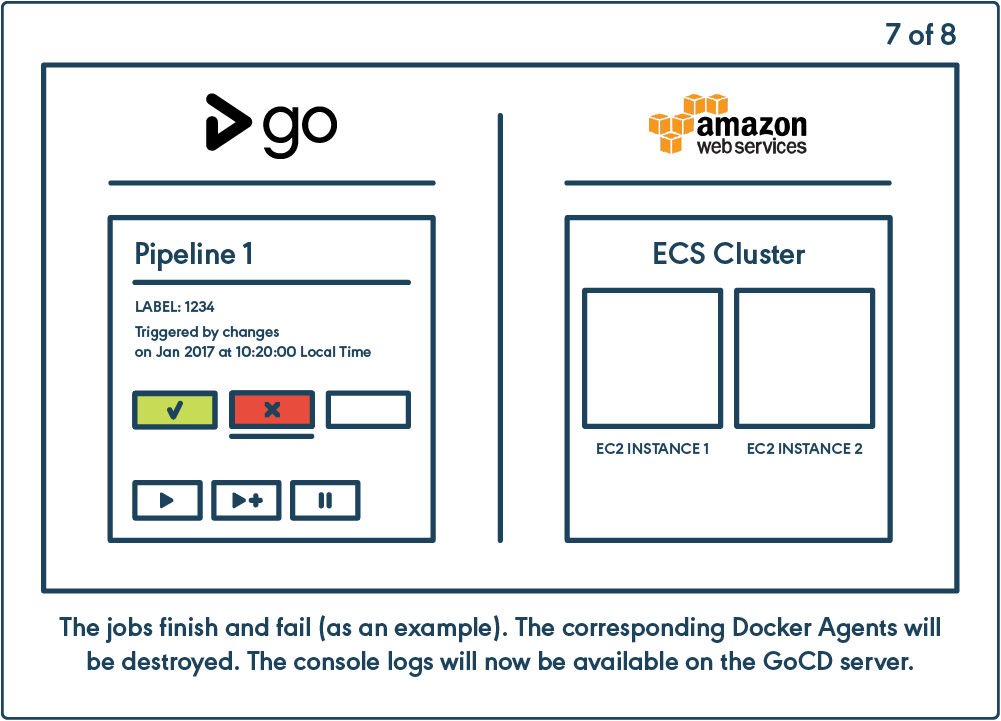 7 of 8
go
amazon
web services
Pipeline 1
LABEL: 1234
Triggered by changes
on Jan 2017 at 10:20:00 Local Time
ECS Cluster
EC2 INSTANCE 1
EC2 INSTANCE 2
The jobs finish and fail (as an example). The corresponding Docker Agents will
be destroyed. The console logs will now be available on the GoCD server.